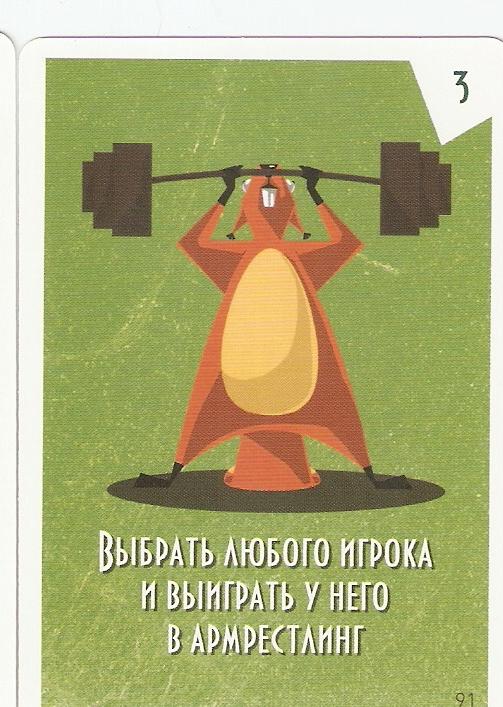 3
Выбрать любого игрока
и выиграть у него
в армрестлинг
91